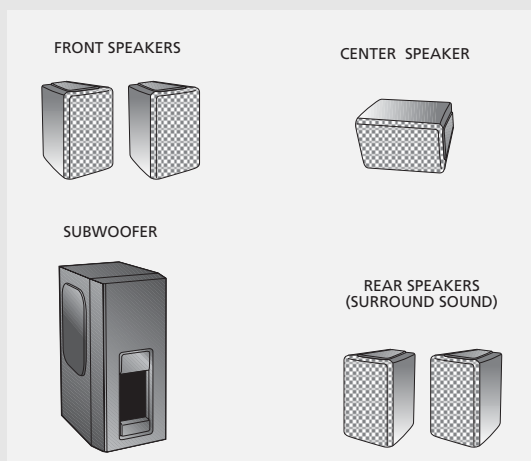 FRONT SPEAKERS
CENTER SPEAKER
SUBWOOFER
REAR SPEAKERS
(SURROUND SOUND)